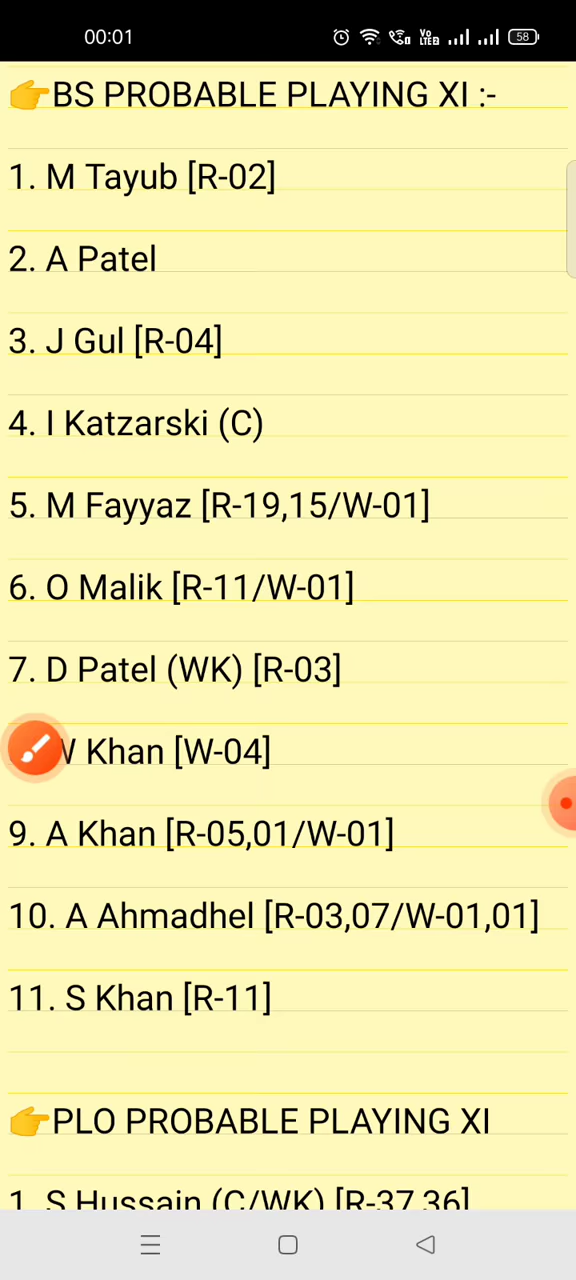 00:01
Vo
LTE2
58
👉BS PROBABLE PLAYING XI :-
1. M Tayub [R-02]
2. A Patel
3. J Gul [R-04]
4. I Katzarski (C)
5. M Fayyaz [R-19,15/W-01]
6. O Malik [R-11/W-01]
7. D Patel (WK) [R-03]
Khan [W-04]
9. A Khan [R-05,01/W-01]
10. A Ahmadhel [R-03,07/W-01,01]
11. S Khan [R-11]
👉PLO PROBABLE PLAYING XI
1. S Hussain (C/WK) [R-37,36]